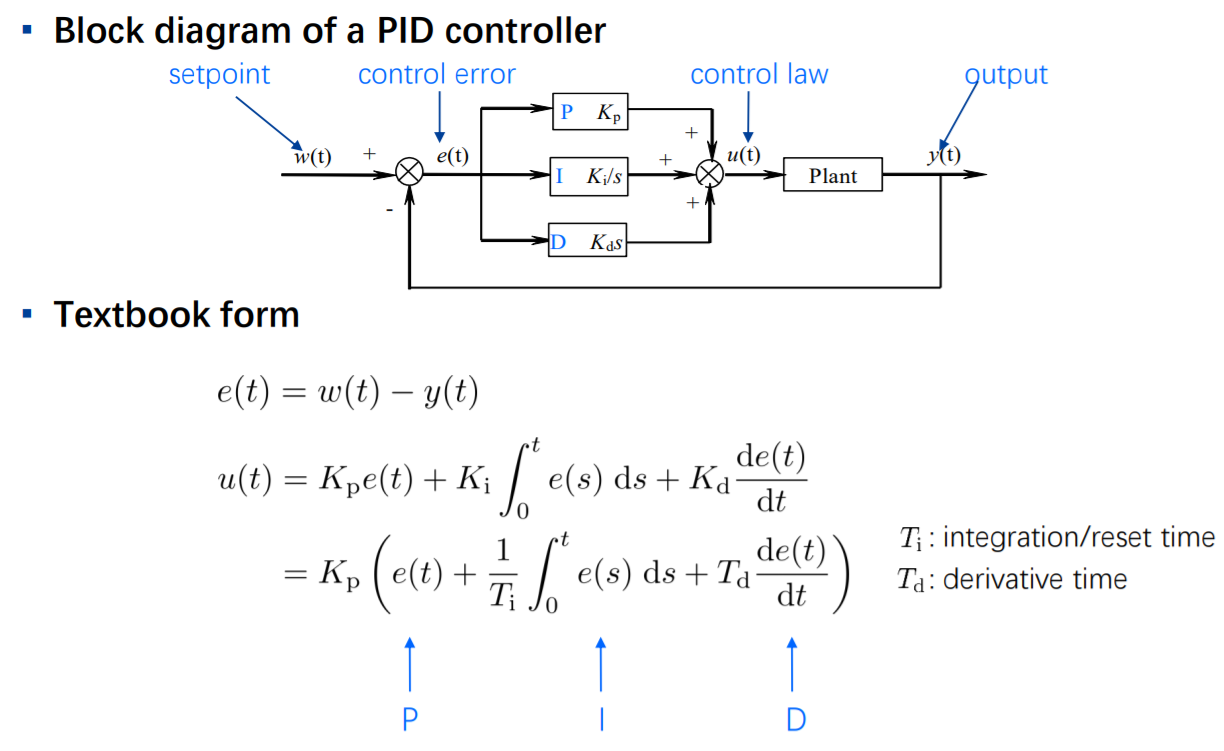 ▪ Block diagram of a PID controller
setpoint control error control law output
P Kp
w(t) + e(t) + u(t) y(t)
I Ki/s + Plant
- +
D Kds
▪ Textbook form
e(t) = w(t) − y(t)
u(t) = Kpe(t) + Ki ∫₀ᵗ e(s) ds + Kd de(t)/dt
= Kp ( e(t) + 1/Ti ∫₀ᵗ e(s) ds + Td de(t)/dt )
Ti : integration/reset time
Td : derivative time
P I D